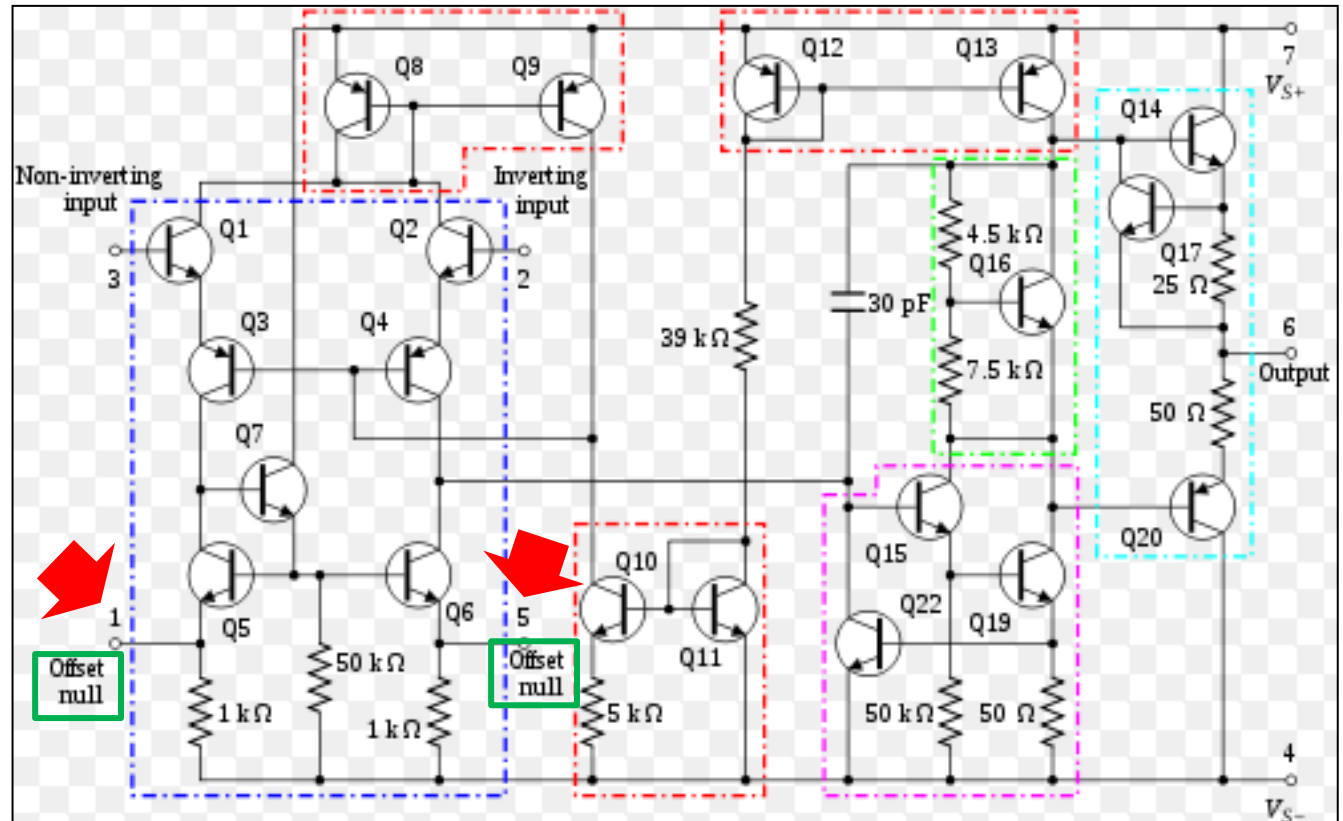 Q8
Q9
Q12
Q13
7
V_S+
Q14
Non-inverting
input
Inverting
input
Q1
Q2
3
2
4.5 kΩ
Q16
Q17
25 Ω
30 pF
Q3
Q4
39 kΩ
7.5 kΩ
6
Output
50 Ω
Q7
Q15
Q20
Q10
Q22
1
Q5
Q6
5
Q11
Q19
Offset
null
50 kΩ
Offset
null
1 kΩ
1 kΩ
5 kΩ
50 kΩ
50 Ω
4
V_S−